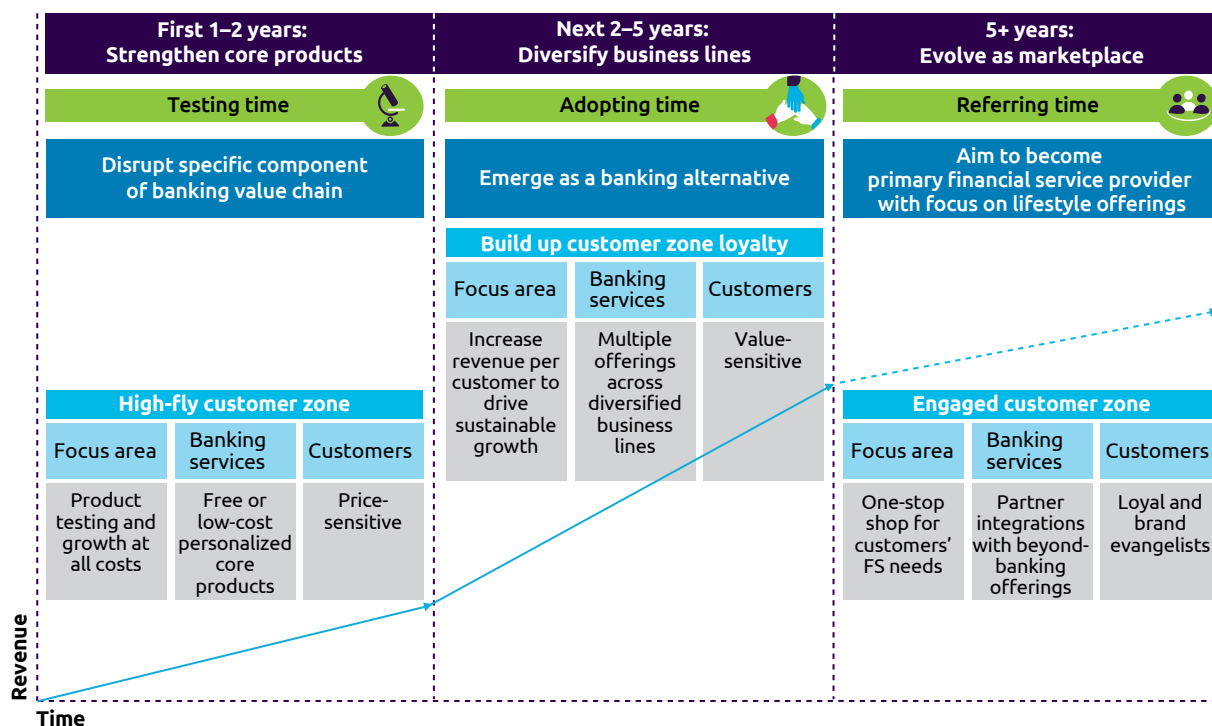 First 1–2 years:
Strengthen core products
Testing time
Disrupt specific component
of banking value chain
High-fly customer zone
Focus area
Banking
services
Customers
Product
testing and
growth at
all costs
Free or
low-cost
personalized
core
products
Price-
sensitive
Next 2–5 years:
Diversify business lines
Adopting time
Emerge as a banking alternative
Build up customer zone loyalty
Focus area
Banking
services
Customers
Increase
revenue per
customer to
drive
sustainable
growth
Multiple
offerings
across
diversified
business
lines
Value-
sensitive
5+ years:
Evolve as marketplace
Referring time
Aim to become
primary financial service provider
with focus on lifestyle offerings
Engaged customer zone
Focus area
Banking
services
Customers
One-stop
shop for
customers’
FS needs
Partner
integrations
with beyond-
banking
offerings
Loyal and
brand
evangelists
Revenue
Time